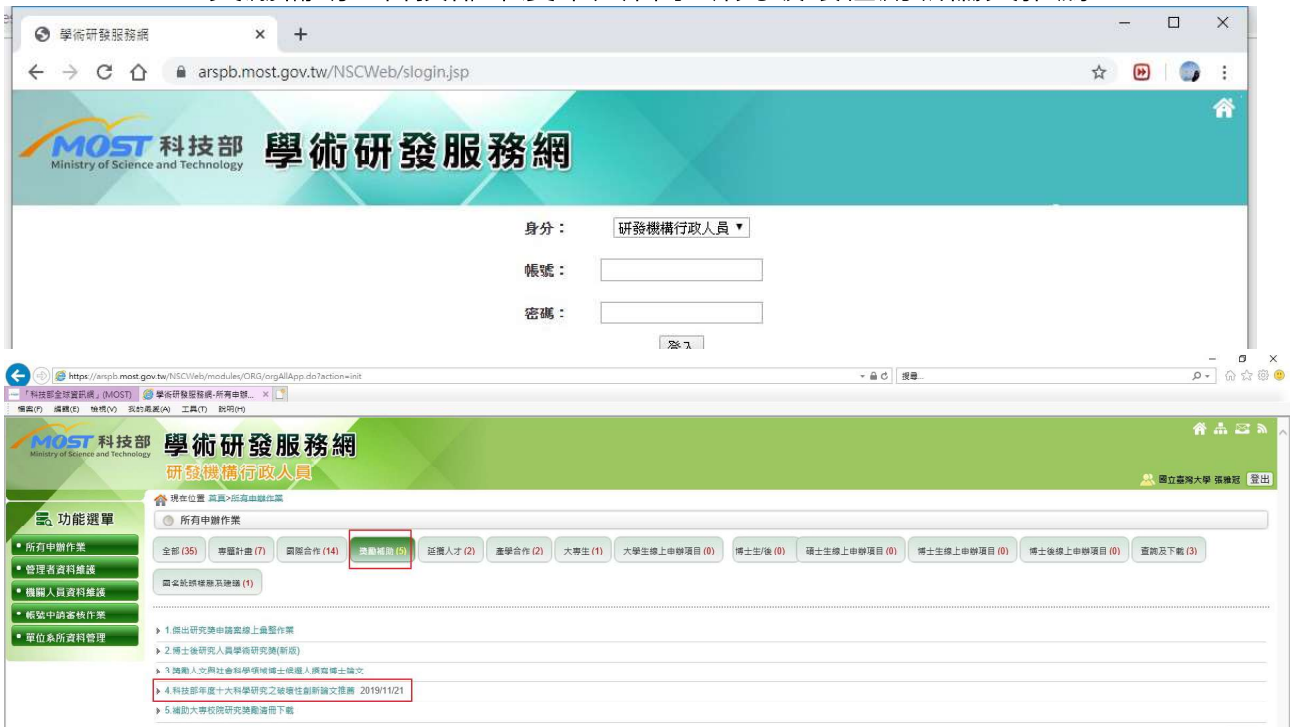 學術研發服務網
arspb.most.gov.tw/NSCWeb/slogin.jsp
MOST 科技部
Ministry of Science and Technology
學術研發服務網
身分：
研發機構行政人員
帳號：
密碼：
登入
https://arspb.most.gov.tw/NSCWeb/modules/ORG/orgAllApp.do?action=init
搜尋...
「科技部全球資訊網」(MOST)
學術研發服務網-所有申辦...
檔案(F) 編輯(E) 檢視(V) 我的最愛(A) 工具(T) 說明(H)
MOST 科技部
Ministry of Science and Technology
學術研發服務網
研發機構行政人員
國立臺灣大學 張雅冠
登出
功能選單
現在位置 首頁>所有申辦作業
所有申辦作業
所有申辦作業
管理者資料維護
機關人員資料維護
帳號申請審核作業
單位系所資料管理
全部 (35)
專題計畫 (7)
國際合作 (14)
獎勵補助 (5)
延攬人才 (2)
產學合作 (2)
大專生 (1)
大學生線上申辦項目 (0)
博士生/後 (0)
碩士生線上申辦項目 (0)
博士生線上申辦項目 (0)
博士後線上申辦項目 (0)
查詢及下載 (3)
(1)
1.傑出研究獎申請案線上彙整作業
2.博士後研究人員學術研究獎(新版)
3.獎勵人文與社會科學領域博士候選人撰寫博士論文
4.科技部年度十大科學研究之破壞性創新論文推薦 2019/11/21
5.補助大專校院研究獎勵清冊下載